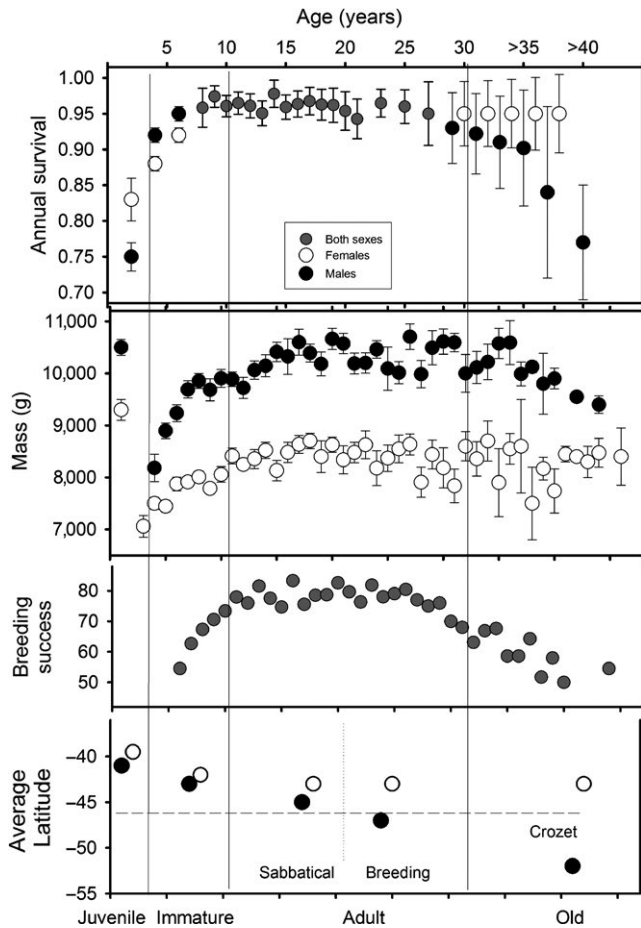 Age (years)
5 10 15 20 25 30 >35 >40
Annual survival
1.00
0.95
0.90
0.85
0.80
0.75
0.70
Both sexes
Females
Males
Mass (g)
11,000
10,000
9,000
8,000
7,000
Breeding
success
80
70
60
50
Average
Latitude
−40
−45
−50
−55
Crozet
Sabbatical Breeding
Juvenile Immature Adult Old